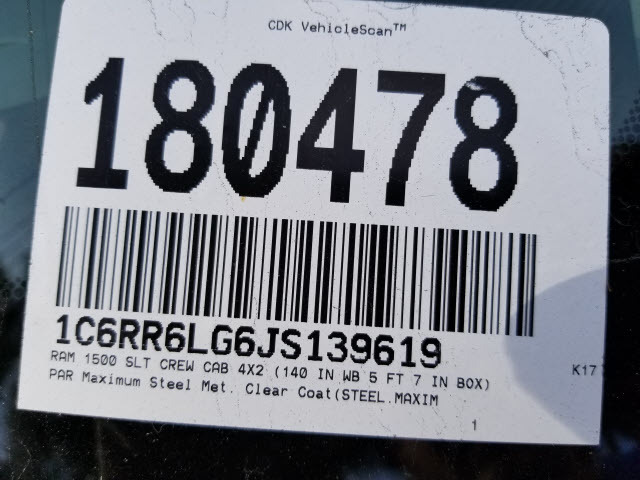 CDK VehicleScan™
180478
1C6RR6LG6JS139619
RAM 1500 SLT CREW CAB 4X2 (140 IN WB 5 FT 7 IN BOX)
K17
PAR Maximum Steel Met. Clear Coat(STEEL.MAXIM
1